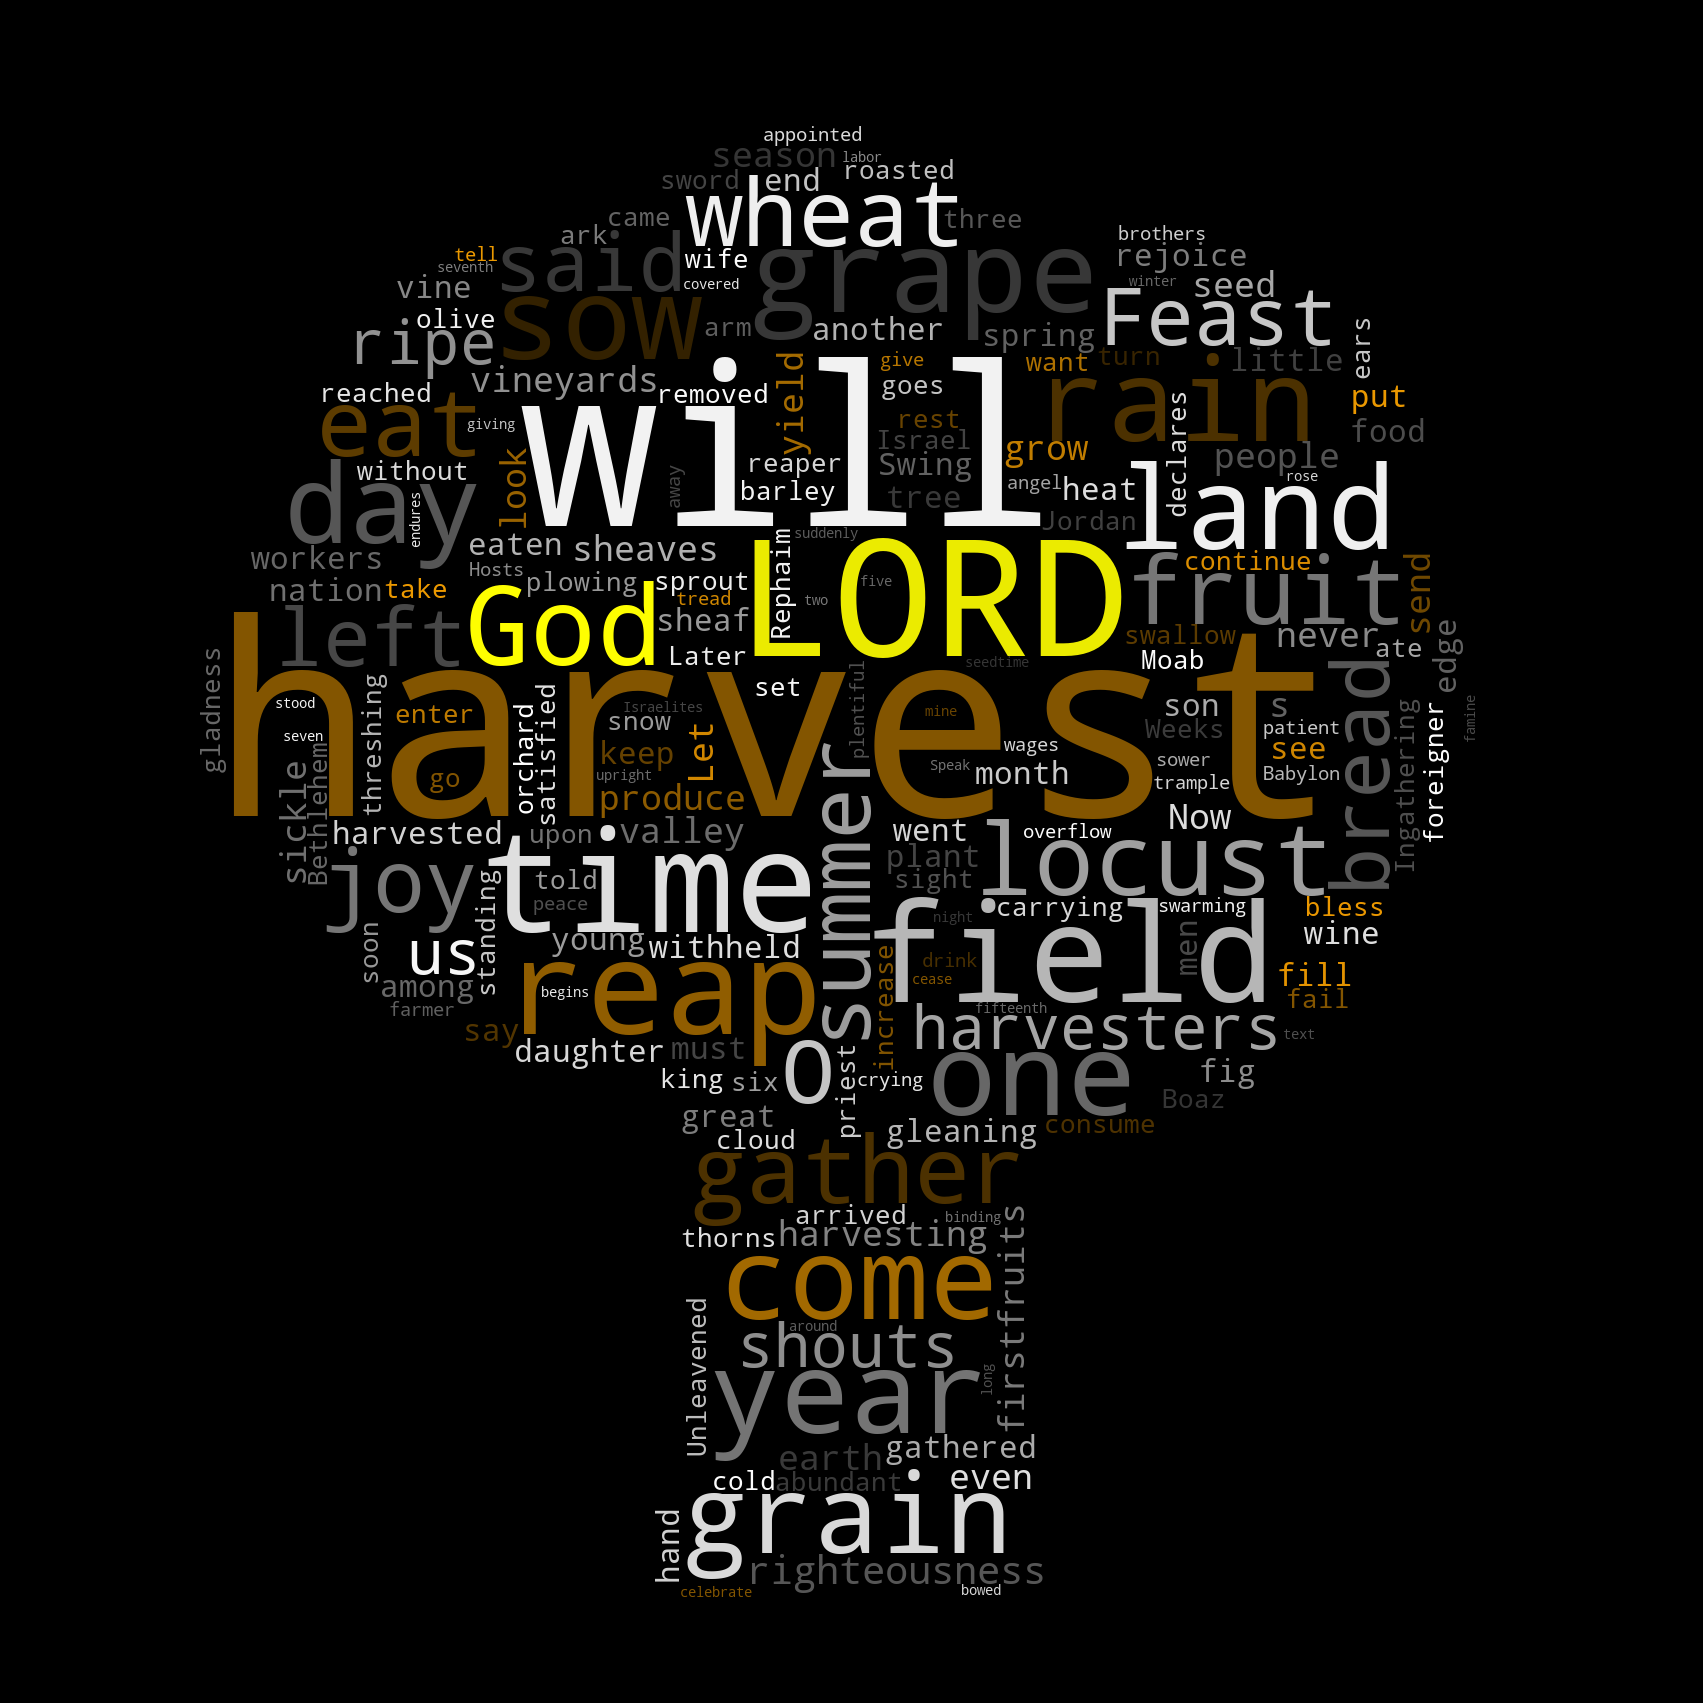 appointed
season
labor
roasted
sword
end
wheat
came
three
ark
said
wife
grape
brothers
rejoice
tell
seventh
covered
winter
seed
vine
sow
Feast
olive
arm
another
spring
ripe
ears
little
turn
want
give
yield
vineyards
removed
goes
rain
put
reached
eat
giving
rest
food
Israel
grow
declares
people
will
look
without
away
reaper
Swing
angel
heat
land
rose
day
barley
tree
endures
Jordan
workers
eaten
sheaves
suddenly
Rephaim
LORD
fruit
continue
send
Hosts
nation
take
plowing
sprout
five
God
tread
two
left
sheaf
swallow
never
ate
edge
Later
seedtime
Moab
bread
harvest
set
gladness
stood
threshing
enter
orchard
satisfied
Israelites
snow
plentiful
mine
son
s
Weeks
patient
Ingathering
foreigner
famine
seven
Bethlehem
keep
Let
wages
see
sower
Speak
month
trample
Babylon
go
upright
sickle
produce
summer
harvested
upon
valley
went
overflow
Now
time
locust
joy
told
plant
sight
peace
standing
carrying
swarming
bless
night
field
us
young
withheld
wine
soon
men
increase
drink
among
begins
reap
cease
fill
farmer
fifteenth
fail
say
harvesters
text
daughter
must
O
one
king
six
priest
crying
fig
Boaz
great
consume
cloud
gleaning
gather
arrived
binding
thorns
harvesting
firstfruits
come
Unleavened
around
shouts
long
year
earth
gathered
cold
abundant
even
grain
hand
righteousness
celebrate
bowed